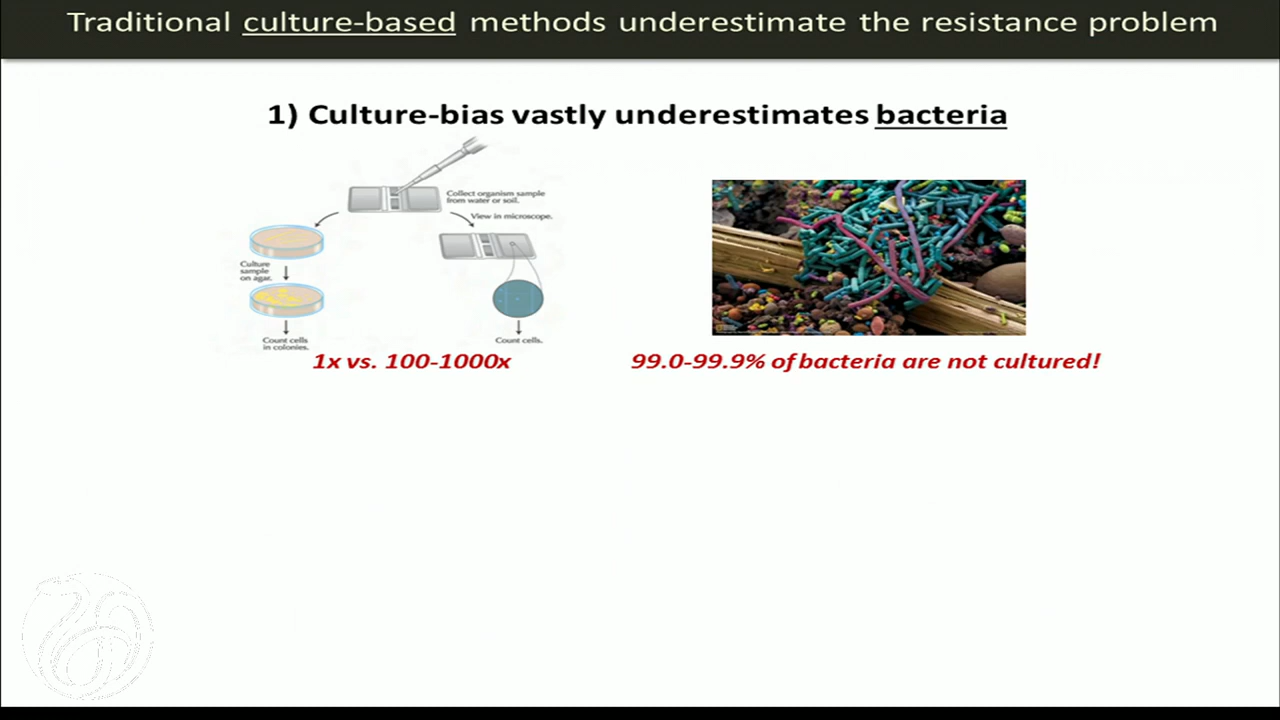 Traditional culture-based methods underestimate the resistance problem
1) Culture-bias vastly underestimates bacteria
Collect organism sample
from water or soil.
View in microscope.
Culture
sample
on agar.
Count cells
in colonies.
Count cells.
1x vs. 100-1000x
99.0-99.9% of bacteria are not cultured!